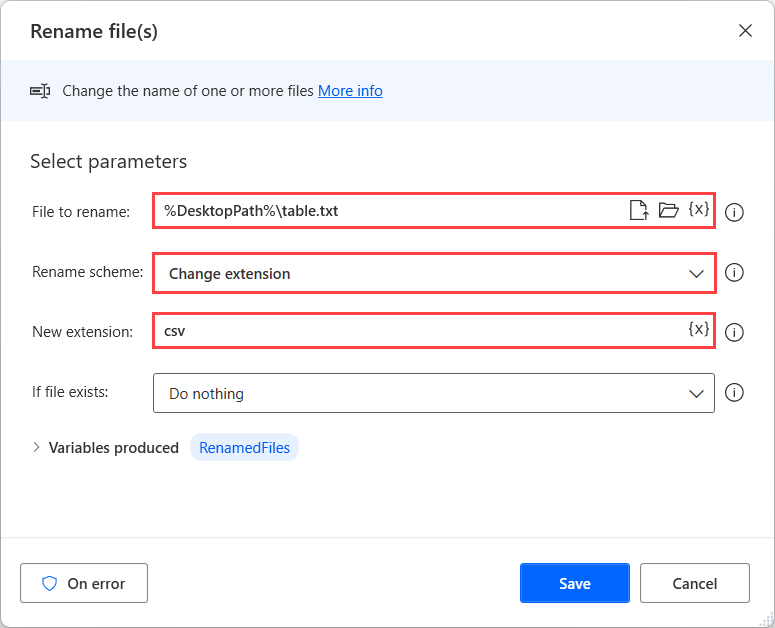 Rename file(s)
Change the name of one or more files More info
Select parameters
File to rename: %DesktopPath%\table.txt {x}
Rename scheme: Change extension
New extension: csv {x}
If file exists: Do nothing
Variables produced RenamedFiles
On error Save Cancel